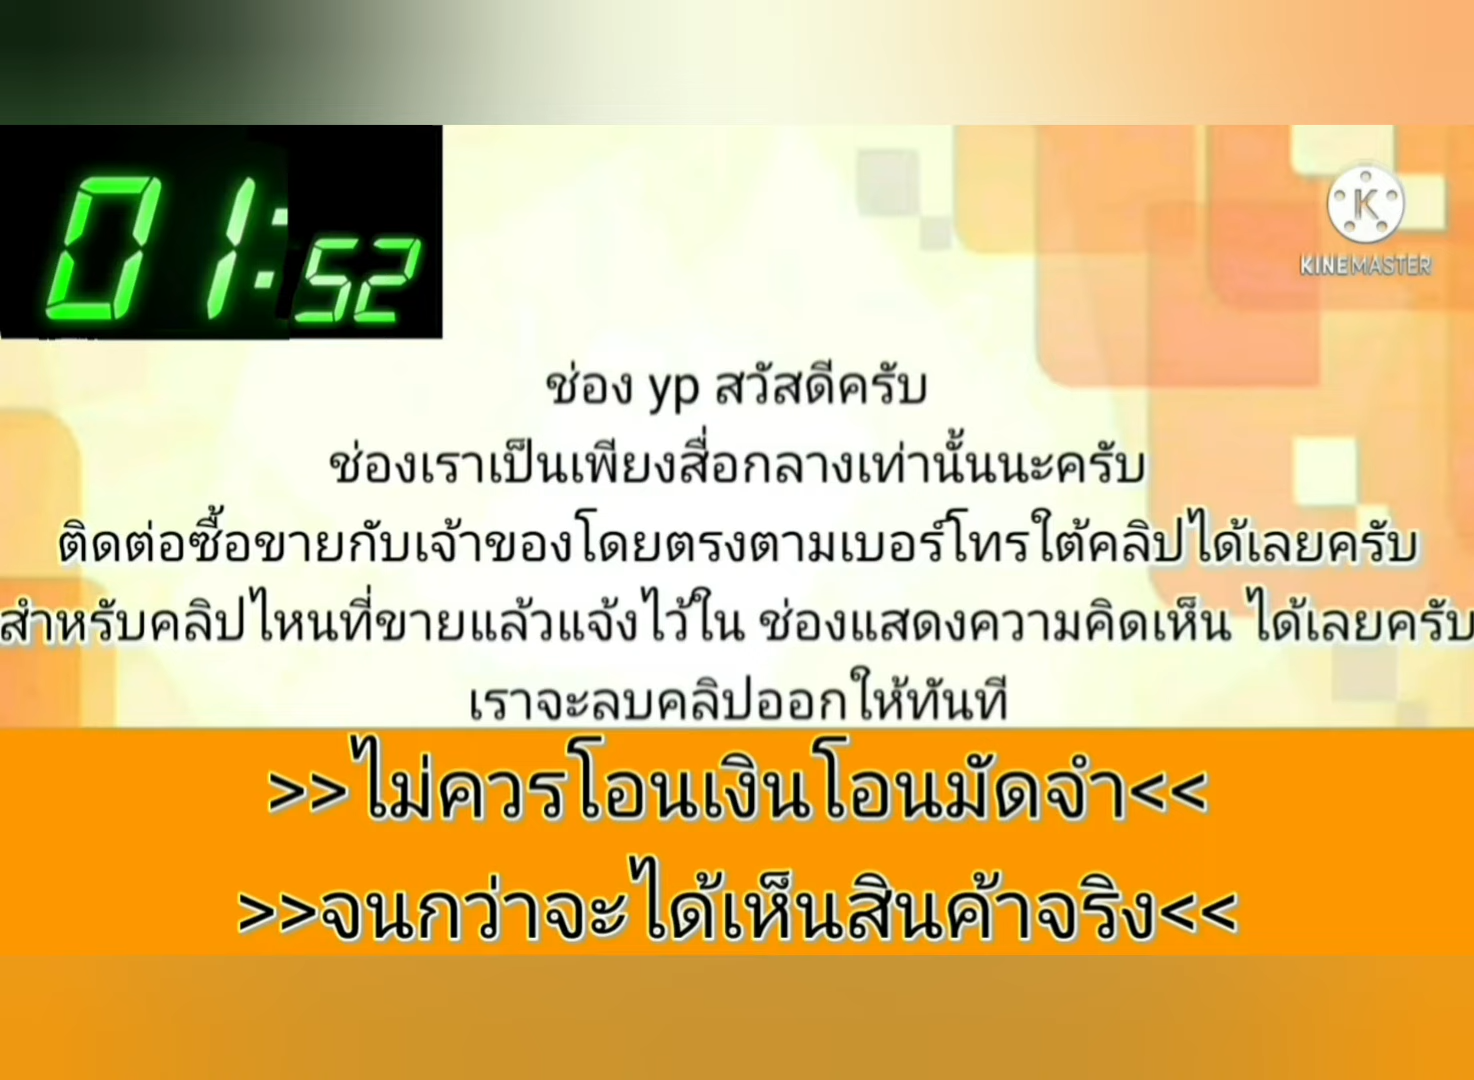 01:52
KINEMASTER
ช่อง yp สวัสดีครับ
ช่องเราเป็นเพียงสื่อกลางเท่านั้นนะครับ
ติดต่อซื้อขายกับเจ้าของโดยตรงตามเบอร์โทรใต้คลิปได้เลยครับ
สำหรับคลิปไหนที่ขายแล้วแจ้งไว้ใน ช่องแสดงความคิดเห็น ได้เลยครับ
เราจะลบคลิปออกให้ทันที
>>ไม่ควรโอนเงินโอนมัดจำ<<
>>จนกว่าจะได้เห็นสินค้าจริง<<